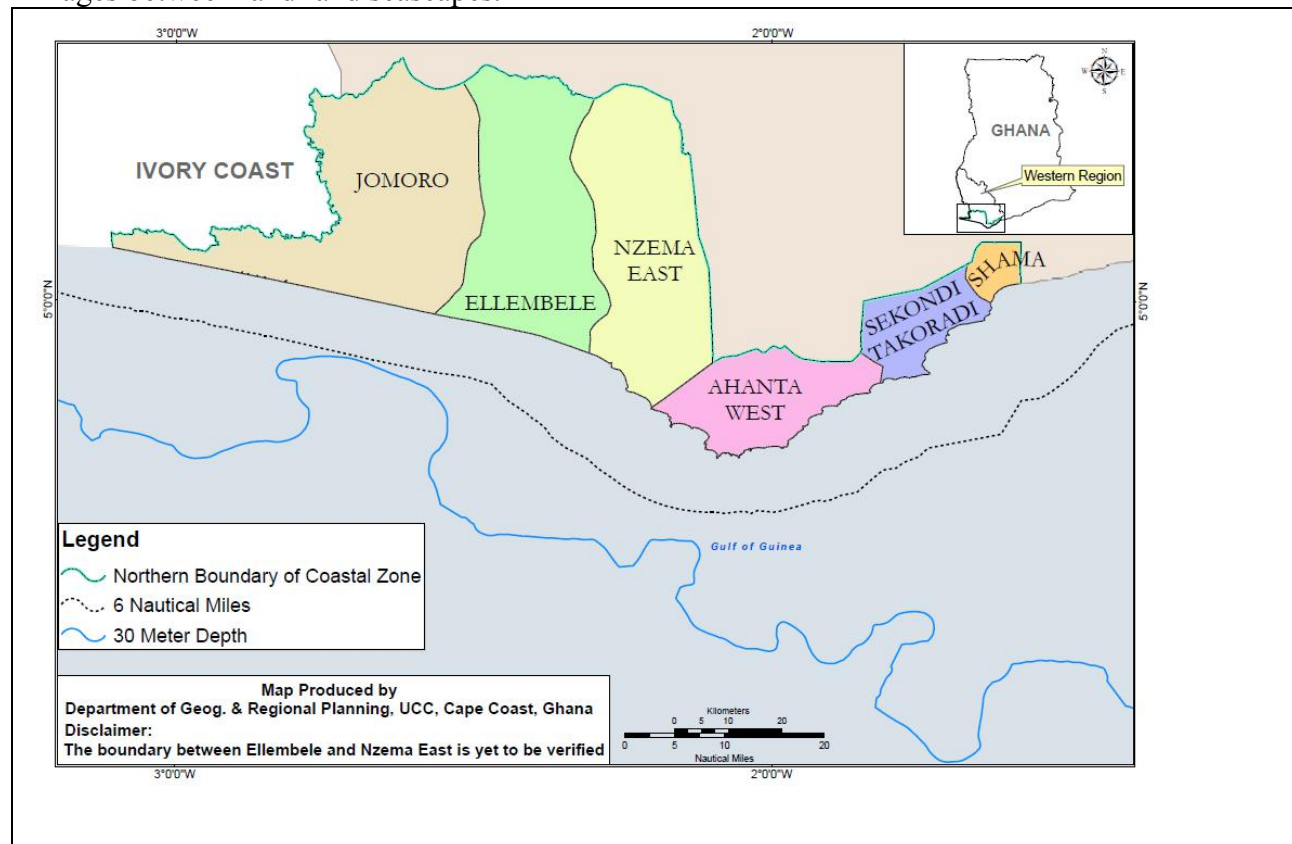 between land and seascapes.
3°0'0"W
2°0'0"W
N
W
E
S
GHANA
Western Region
IVORY COAST
JOMORO
ELLEMBELE
NZEMA
EAST
AHANTA
WEST
SEKONDI
TAKORADI
SHAMA
5°0'0"N
5°0'0"N
Gulf of Guinea
Legend
Northern Boundary of Coastal Zone
6 Nautical Miles
30 Meter Depth
Map Produced by
Department of Geog. & Regional Planning, UCC, Cape Coast, Ghana
Disclaimer:
The boundary between Ellembele and Nzema East is yet to be verified
Kilometers
0 5 10 20
0 5 10 20
Nautical Miles
3°0'0"W
2°0'0"W